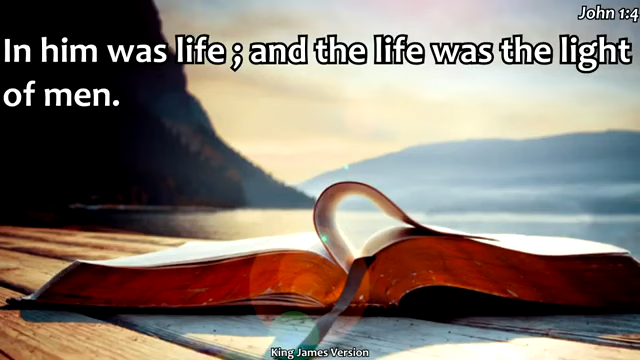 John 1:4
In him was life ; and the life was the light
of men.
King James Version